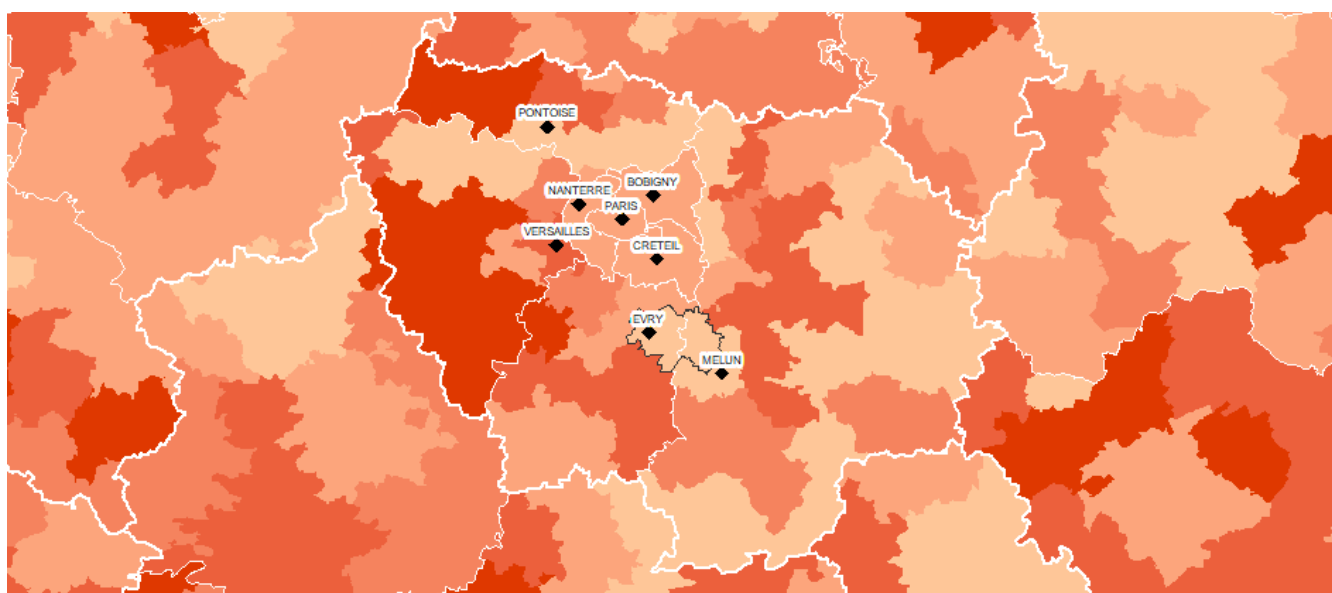 PONTOISE
BOBIGNY
NANTERRE
PARIS
VERSAILLES
CRETEIL
EVRY
MELUN